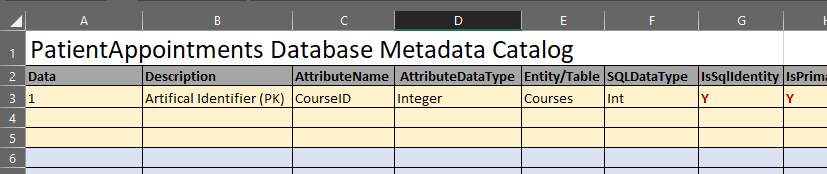 A B C D E F G H
1 PatientAppointments Database Metadata Catalog
2 Data Description AttributeName AttributeDataType Entity/Table SQLDataType IsSqlIdentity IsPrima
3 1 Artifical Identifier (PK) CourseID Integer Courses Int Y Y
4
5
6